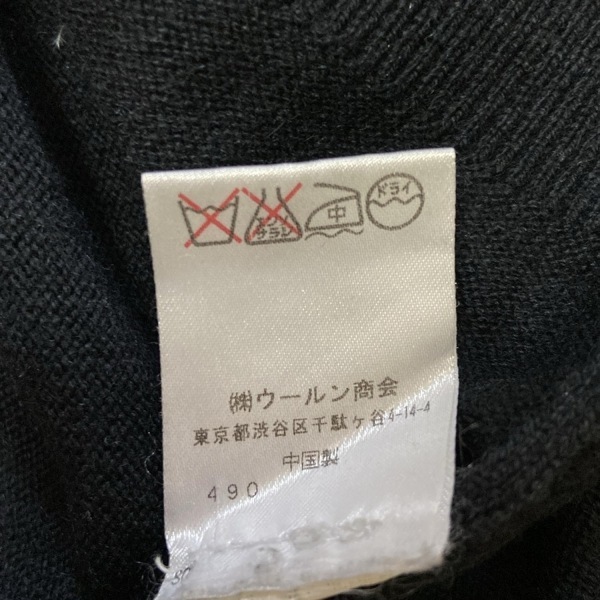 エンソ サラシ 中 ドライ
㈱ウールン商会
東京都渋谷区千駄ケ谷4-14-4
中国製
490